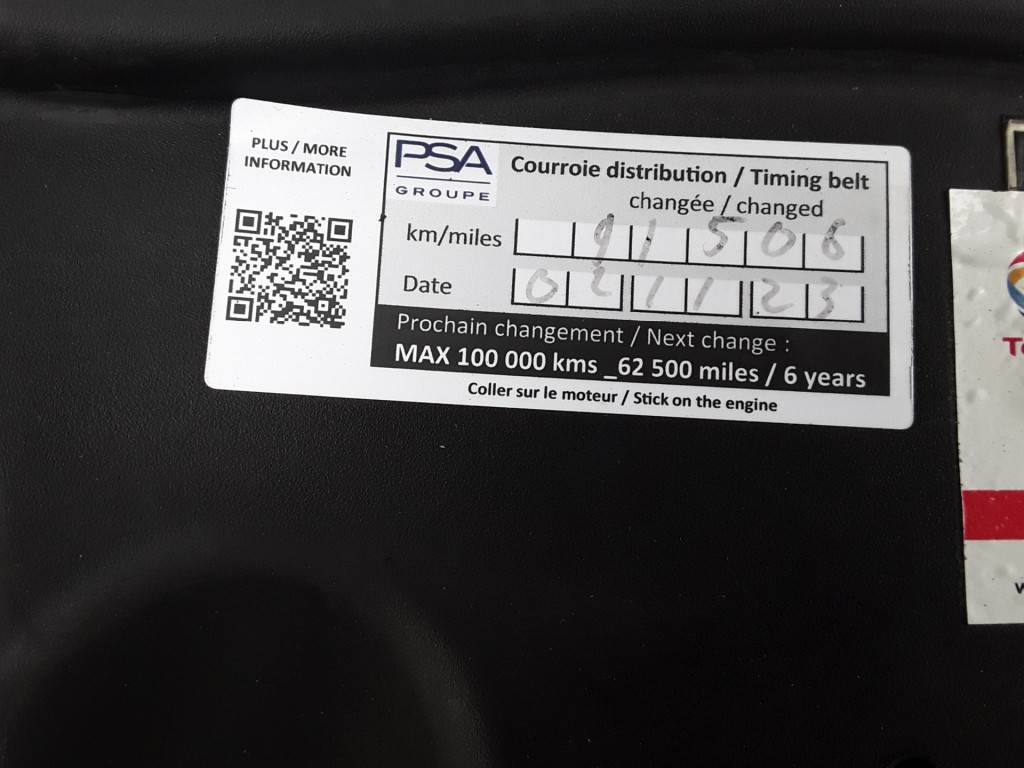 PLUS / MORE
INFORMATION
PSA
GROUPE
Courroie distribution / Timing belt
changée / changed
km/miles 91506
Date 02 11 23
Prochain changement / Next change :
MAX 100 000 kms _62 500 miles / 6 years
Coller sur le moteur / Stick on the engine